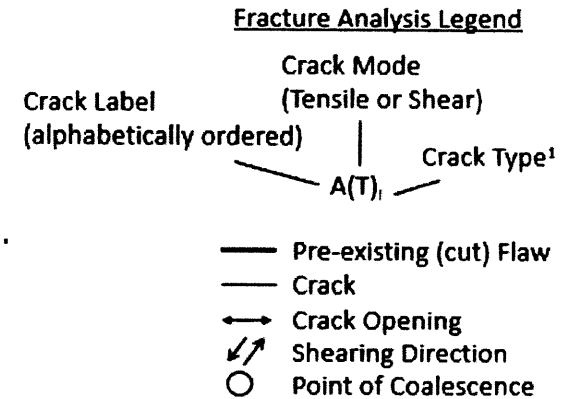 Fracture Analysis Legend
Crack Mode
(Tensile or Shear)
Crack Label
(alphabetically ordered)
Crack Type¹
A(T)ₗ
Pre-existing (cut) Flaw
Crack
Crack Opening
Shearing Direction
Point of Coalescence